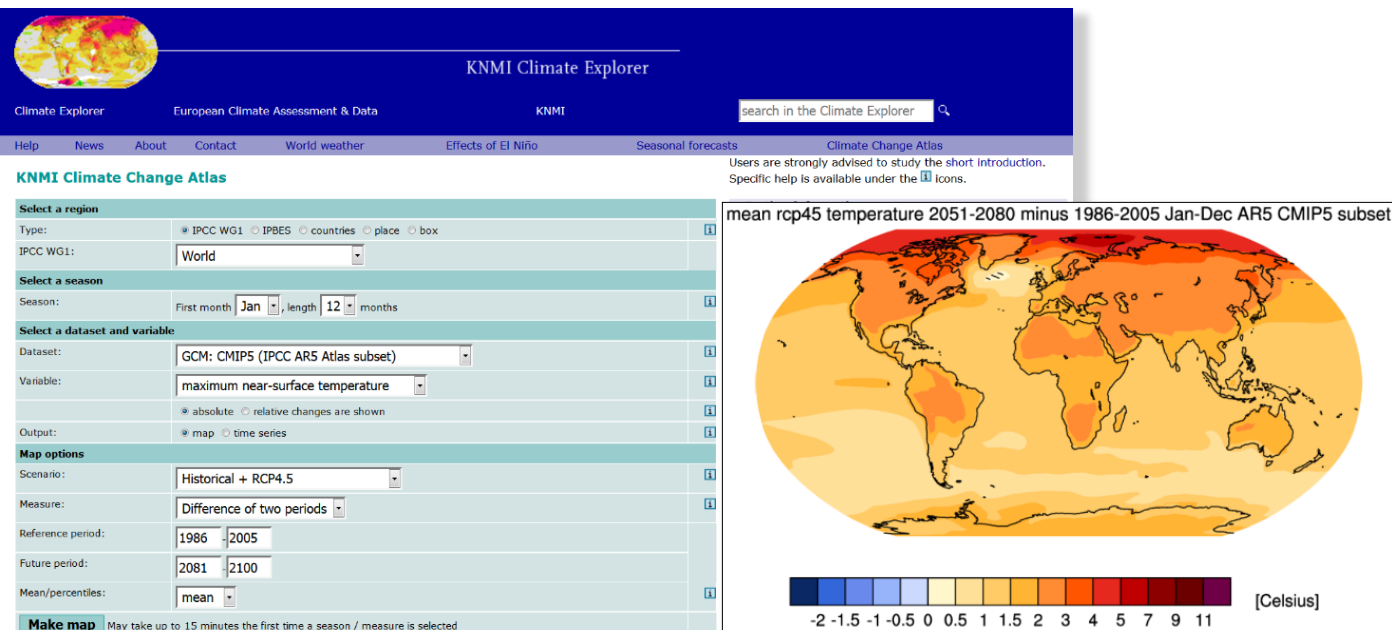 KNMI Climate Explorer
Climate Explorer European Climate Assessment & Data KNMI search in the Climate Explorer
Help News About Contact World weather Effects of El Niño Seasonal forecasts Climate Change Atlas
Users are strongly advised to study the short introduction.
Specific help is available under the i icons.
KNMI Climate Change Atlas
Select a region
Type: IPCC WG1 IPBES countries place box i
IPCC WG1: World
Select a season
Season: First month Jan , length 12 months i
Select a dataset and variable
Dataset: GCM: CMIP5 (IPCC AR5 Atlas subset) i
Variable: maximum near-surface temperature i
absolute relative changes are shown i
Output: map time series i
Map options
Scenario: Historical + RCP4.5 i
Measure: Difference of two periods i
Reference period: 1986 - 2005
Future period: 2081 - 2100
Mean/percentiles: mean i
Make map May take up to 15 minutes the first time a season / measure is selected
mean rcp45 temperature 2051-2080 minus 1986-2005 Jan-Dec AR5 CMIP5 subset
[Celsius]
-2 -1.5 -1 -0.5 0 0.5 1 1.5 2 3 4 5 7 9 11